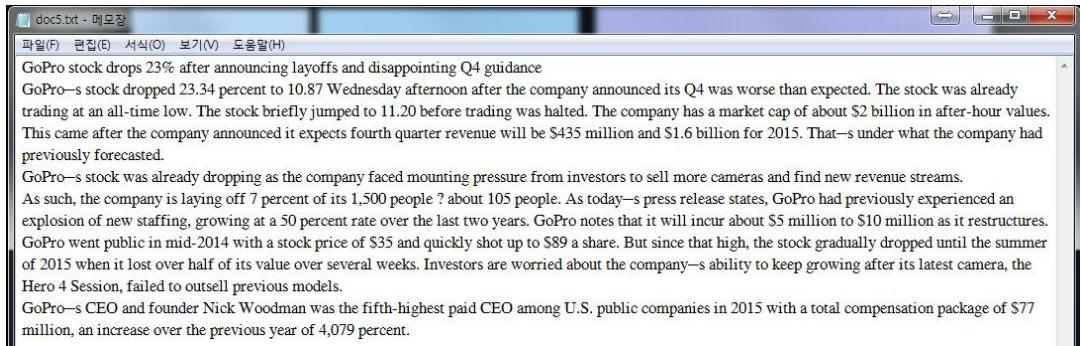 doc5.txt - 메모장
파일(F) 편집(E) 서식(O) 보기(V) 도움말(H)
GoPro stock drops 23% after announcing layoffs and disappointing Q4 guidance
GoPro—s stock dropped 23.34 percent to 10.87 Wednesday afternoon after the company announced its Q4 was worse than expected. The stock was already
trading at an all-time low. The stock briefly jumped to 11.20 before trading was halted. The company has a market cap of about $2 billion in after-hour values.
This came after the company announced it expects fourth quarter revenue will be $435 million and $1.6 billion for 2015. That—s under what the company had
previously forecasted.
GoPro—s stock was already dropping as the company faced mounting pressure from investors to sell more cameras and find new revenue streams.
As such, the company is laying off 7 percent of its 1,500 people ? about 105 people. As today—s press release states, GoPro had previously experienced an
explosion of new staffing, growing at a 50 percent rate over the last two years. GoPro notes that it will incur about $5 million to $10 million as it restructures.
GoPro went public in mid-2014 with a stock price of $35 and quickly shot up to $89 a share. But since that high, the stock gradually dropped until the summer
of 2015 when it lost over half of its value over several weeks. Investors are worried about the company—s ability to keep growing after its latest camera, the
Hero 4 Session, failed to outsell previous models.
GoPro—s CEO and founder Nick Woodman was the fifth-highest paid CEO among U.S. public companies in 2015 with a total compensation package of $77
million, an increase over the previous year of 4,079 percent.